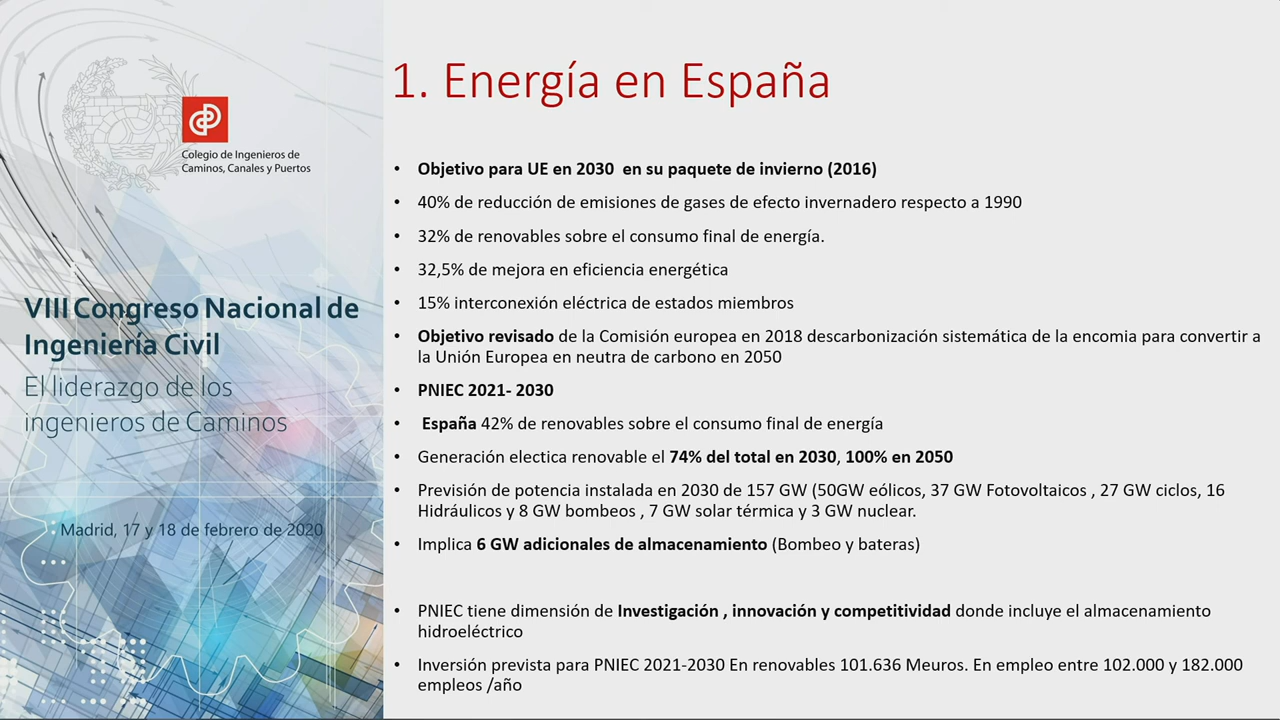 Colegio de Ingenieros de
Caminos, Canales y Puertos
VIII Congreso Nacional de
Ingeniería Civil
El liderazgo de los
ingenieros de Caminos
Madrid, 17 y 18 de febrero de 2020
1. Energía en España
• Objetivo para UE en 2030 en su paquete de invierno (2016)
• 40% de reducción de emisiones de gases de efecto invernadero respecto a 1990
• 32% de renovables sobre el consumo final de energía.
• 32,5% de mejora en eficiencia energética
• 15% interconexión eléctrica de estados miembros
• Objetivo revisado de la Comisión europea en 2018 descarbonización sistemática de la encomia para convertir a
la Unión Europea en neutra de carbono en 2050
• PNIEC 2021- 2030
• España 42% de renovables sobre el consumo final de energía
• Generación electica renovable el 74% del total en 2030, 100% en 2050
• Previsión de potencia instalada en 2030 de 157 GW (50GW eólicos, 37 GW Fotovoltaicos , 27 GW ciclos, 16
Hidráulicos y 8 GW bombeos , 7 GW solar térmica y 3 GW nuclear.
• Implica 6 GW adicionales de almacenamiento (Bombeo y bateras)
• PNIEC tiene dimensión de Investigación , innovación y competitividad donde incluye el almacenamiento
hidroeléctrico
• Inversión prevista para PNIEC 2021-2030 En renovables 101.636 Meuros. En empleo entre 102.000 y 182.000
empleos /año